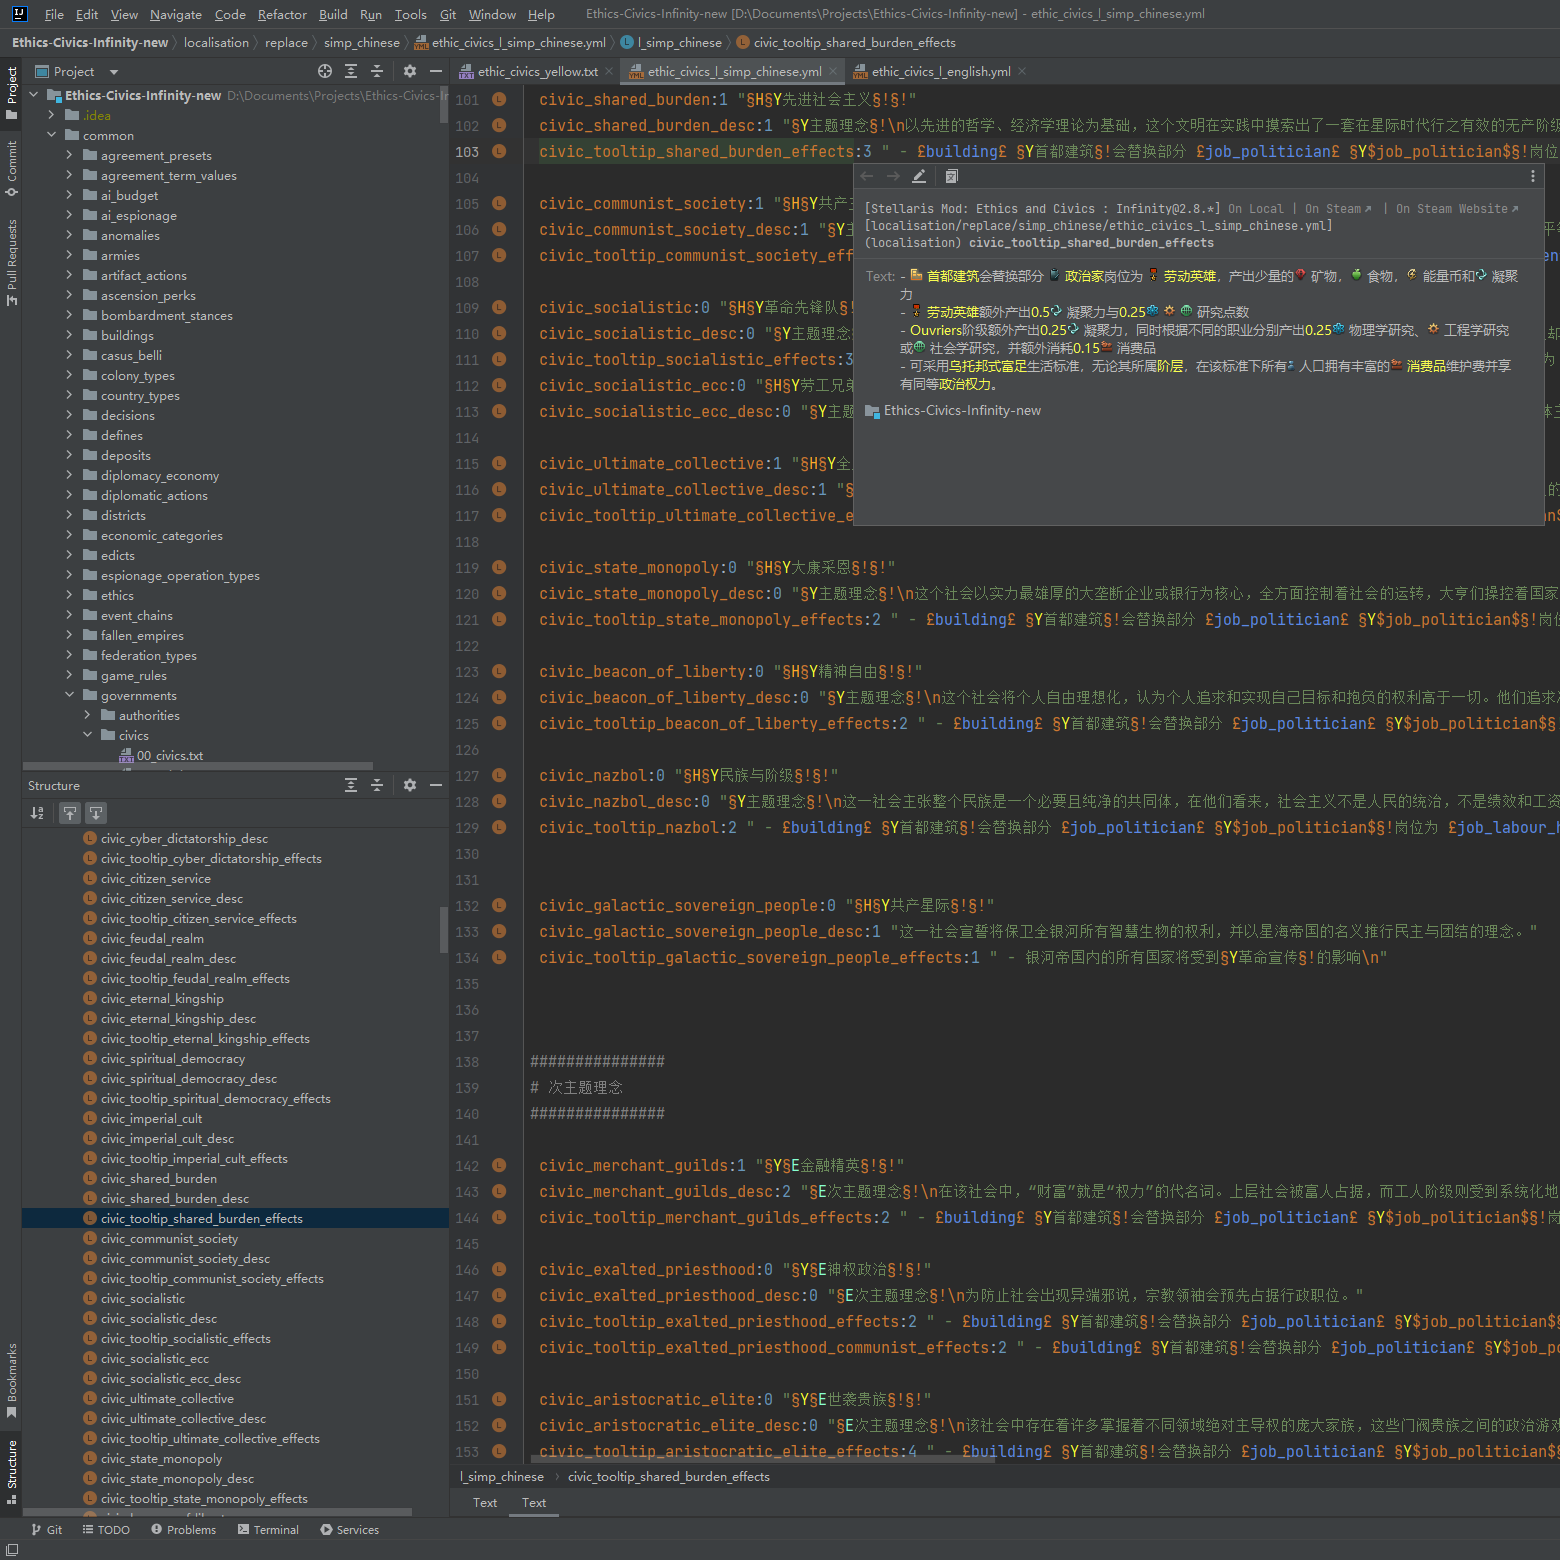 File Edit View Navigate Code Refactor Build Run Tools Git Window Help Ethics-Civics-Infinity-new [D:\Documents\Projects\Ethics-Civics-Infinity-new] - ethic_civics_l_simp_chinese.yml
Ethics-Civics-Infinity-new localisation replace simp_chinese ethic_civics_l_simp_chinese.yml l_simp_chinese civic_tooltip_shared_burden_effects
Project
Commit
Pull Requests
Bookmarks
Structure
Project
Ethics-Civics-Infinity-new D:\Documents\Projects\Ethics-Civics-I
.idea
common
agreement_presets
agreement_term_values
ai_budget
ai_espionage
anomalies
armies
artifact_actions
ascension_perks
bombardment_stances
buildings
casus_belli
colony_types
country_types
decisions
defines
deposits
diplomacy_economy
diplomatic_actions
districts
economic_categories
edicts
espionage_operation_types
ethics
event_chains
fallen_empires
federation_types
game_rules
governments
authorities
civics
00_civics.txt
Structure
civic_cyber_dictatorship_desc
civic_tooltip_cyber_dictatorship_effects
civic_citizen_service
civic_citizen_service_desc
civic_tooltip_citizen_service_effects
civic_feudal_realm
civic_feudal_realm_desc
civic_tooltip_feudal_realm_effects
civic_eternal_kingship
civic_eternal_kingship_desc
civic_tooltip_eternal_kingship_effects
civic_spiritual_democracy
civic_spiritual_democracy_desc
civic_tooltip_spiritual_democracy_effects
civic_imperial_cult
civic_imperial_cult_desc
civic_tooltip_imperial_cult_effects
civic_shared_burden
civic_shared_burden_desc
civic_tooltip_shared_burden_effects
civic_communist_society
civic_communist_society_desc
civic_tooltip_communist_society_effects
civic_socialistic
civic_socialistic_desc
civic_tooltip_socialistic_effects
civic_socialistic_ecc
civic_socialistic_ecc_desc
civic_ultimate_collective
civic_ultimate_collective_desc
civic_tooltip_ultimate_collective_effects
civic_state_monopoly
civic_state_monopoly_desc
civic_tooltip_state_monopoly_effects
ethic_civics_yellow.txt ethic_civics_l_simp_chinese.yml ethic_civics_l_english.yml
101 civic_shared_burden:1 "§H§Y先进社会主义§!§!"
102 civic_shared_burden_desc:1 "§Y主题理念§!\n以先进的哲学、经济学理论为基础，这个文明在实践中摸索出了一套在星际时代行之有效的无产阶级
103 civic_tooltip_shared_burden_effects:3 " - £building£ §Y首都建筑§!会替换部分 £job_politician£ §Y$job_politician$§!岗位
104
105 civic_communist_society:1 "§H§Y共产
106 civic_communist_society_desc:1 "§Y
107 civic_tooltip_communist_society_eff
108
109 civic_socialistic:0 "§H§Y革命先锋队§
110 civic_socialistic_desc:0 "§Y主题理念
111 civic_tooltip_socialistic_effects:3
112 civic_socialistic_ecc:0 "§H§Y劳工兄弟
113 civic_socialistic_ecc_desc:0 "§Y主题
114
115 civic_ultimate_collective:1 "§H§Y全
116 civic_ultimate_collective_desc:1 "§
117 civic_tooltip_ultimate_collective_e
118
119 civic_state_monopoly:0 "§H§Y大康采恩§!§!"
120 civic_state_monopoly_desc:0 "§Y主题理念§!\n这个社会以实力最雄厚的大垄断企业或银行为核心，全方面控制着社会的运转，大亨们操控着国家
121 civic_tooltip_state_monopoly_effects:2 " - £building£ §Y首都建筑§!会替换部分 £job_politician£ §Y$job_politician$§!岗位
122
123 civic_beacon_of_liberty:0 "§H§Y精神自由§!§!"
124 civic_beacon_of_liberty_desc:0 "§Y主题理念§!\n这个社会将个人自由理想化，认为个人追求和实现自己目标和抱负的权利高于一切。他们追求
125 civic_tooltip_beacon_of_liberty_effects:2 " - £building£ §Y首都建筑§!会替换部分 £job_politician£ §Y$job_politician$§
126
127 civic_nazbol:0 "§H§Y民族与阶级§!§!"
128 civic_nazbol_desc:0 "§Y主题理念§!\n这一社会主张整个民族是一个必要且纯净的共同体，在他们看来，社会主义不是人民的统治，不是绩效和工资
129 civic_tooltip_nazbol:2 " - £building£ §Y首都建筑§!会替换部分 £job_politician£ §Y$job_politician$§!岗位为 £job_labour_h
130
131
132 civic_galactic_sovereign_people:0 "§H§Y共产星际§!§!"
133 civic_galactic_sovereign_people_desc:1 "这一社会宣誓将保卫全银河所有智慧生物的权利，并以星海帝国的名义推行民主与团结的理念。"
134 civic_tooltip_galactic_sovereign_people_effects:1 " - 银河帝国内的所有国家将受到§Y革命宣传§!的影响\n"
135
136
137
138 ###############
139 # 次主题理念
140 ###############
141
142 civic_merchant_guilds:1 "§Y§E金融精英§!§!"
143 civic_merchant_guilds_desc:2 "§E次主题理念§!\n在该社会中，“财富”就是“权力”的代名词。上层社会被富人占据，而工人阶级则受到系统化地
144 civic_tooltip_merchant_guilds_effects:2 " - £building£ §Y首都建筑§!会替换部分 £job_politician£ §Y$job_politician$§!岗
145
146 civic_exalted_priesthood:0 "§Y§E神权政治§!§!"
147 civic_exalted_priesthood_desc:0 "§E次主题理念§!\n为防止社会出现异端邪说，宗教领袖会预先占据行政职位。"
148 civic_tooltip_exalted_priesthood_effects:2 " - £building£ §Y首都建筑§!会替换部分 £job_politician£ §Y$job_politician$§
149 civic_tooltip_exalted_priesthood_communist_effects:2 " - £building£ §Y首都建筑§!会替换部分 £job_politician£ §Y$job_po
150
151 civic_aristocratic_elite:0 "§Y§E世袭贵族§!§!"
152 civic_aristocratic_elite_desc:0 "§E次主题理念§!\n该社会中存在着许多掌握着不同领域绝对主导权的庞大家族，这些门阀贵族之间的政治游戏
153 civic_tooltip_aristocratic_elite_effects:4 " - £building£ §Y首都建筑§!会替换部分 £job_politician£ §Y$job_politician$§
[Stellaris Mod: Ethics and Civics : Infinity@2.8.*] On Local | On Steam | On Steam Website
[localisation/replace/simp_chinese/ethic_civics_l_simp_chinese.yml]
(localisation) civic_tooltip_shared_burden_effects
Text: - 首都建筑会替换部分 政治家岗位为 劳动英雄，产出少量的 矿物， 食物， 能量币和 凝聚
力
- 劳动英雄额外产出0.5 凝聚力与0.25 研究点数
- Ouvriers阶级额外产出0.25 凝聚力，同时根据不同的职业分别产出0.25 物理学研究、 工程学研究
或 社会学研究，并额外消耗0.15 消费品
- 可采用乌托邦式富足生活标准，无论其所属阶层，在该标准下所有 人口拥有丰富的 消费品维护费并享
有同等政治权力。
Ethics-Civics-Infinity-new
l_simp_chinese civic_tooltip_shared_burden_effects
Text Text
Git TODO Problems Terminal Services